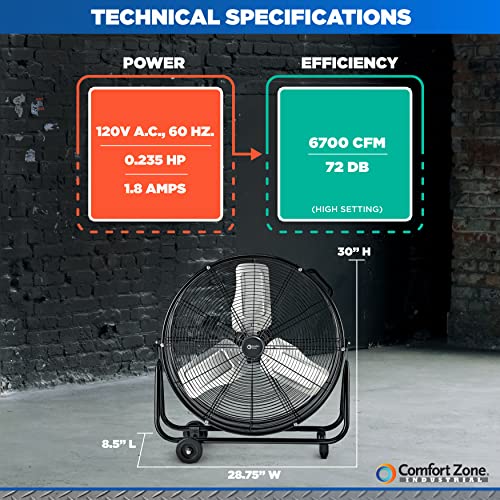 TECHNICAL SPECIFICATIONS
POWER
120V A.C., 60 HZ.
0.235 HP
1.8 AMPS
EFFICIENCY
6700 CFM
72 DB
(HIGH SETTING)
30" H
8.5" L
28.75" W
Comfort Zone
INDUSTRIAL